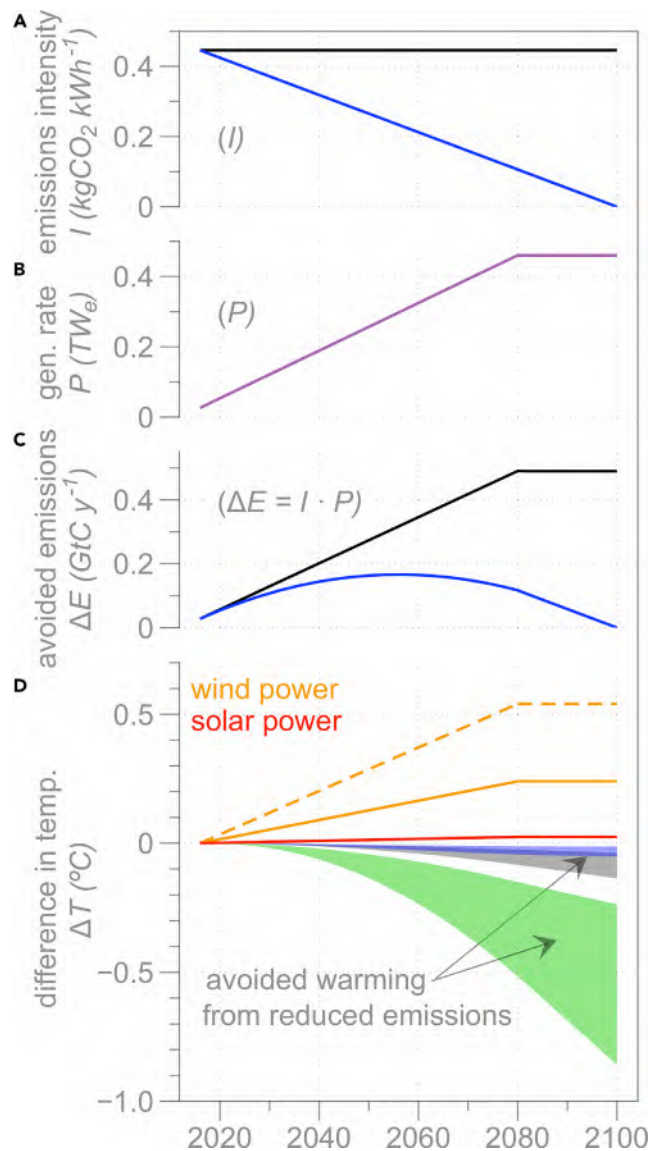 A
emissions intensity
I (kgCO₂ kWh⁻¹)
0.4
0.2
0
(I)
B
gen. rate
P (TWₑ)
0.4
0.2
0
(P)
C
avoided emissions
ΔE (GtC y⁻¹)
0.4
0.2
0
(ΔE = I · P)
D
difference in temp.
ΔT (ºC)
0.5
0
−0.5
−1.0
wind power
solar power
avoided warming
from reduced emissions
2020 2040 2060 2080 2100